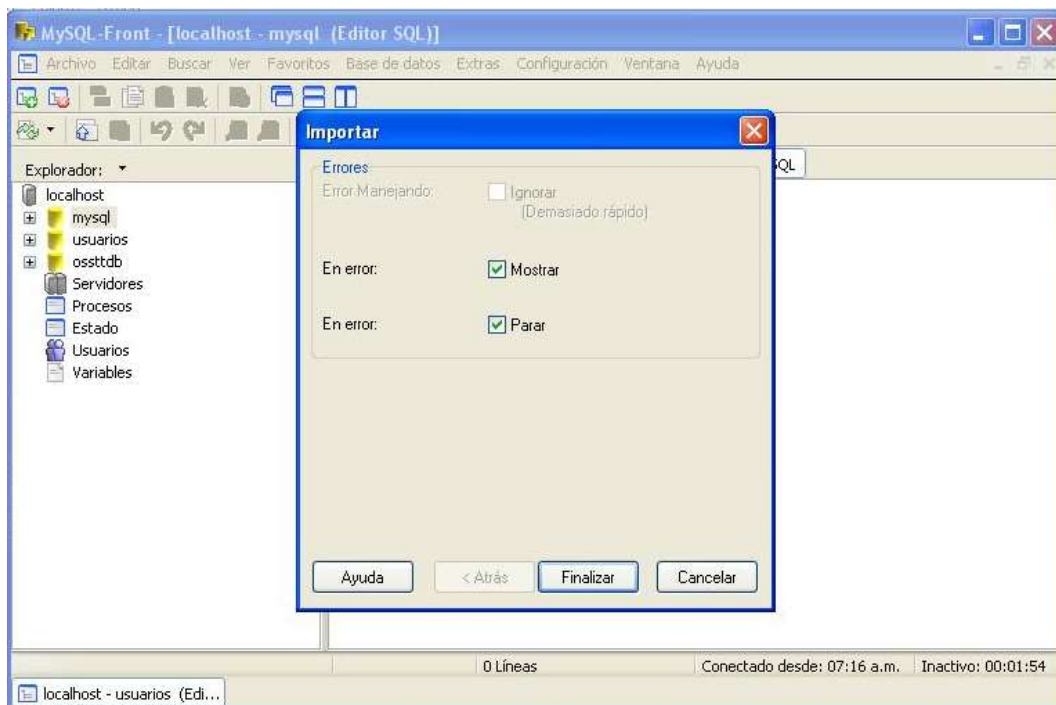 MySQL-Front - [localhost - mysql (Editor SQL)]
Archivo Editar Buscar Ver Favoritos Base de datos Extras Configuración Ventana Ayuda
Importar
Explorador:
SQL
localhost
mysql
usuarios
ossttdb
Servidores
Procesos
Estado
Usuarios
Variables
Errores
Error Manejando: Ignorar
(Demasiado rápido)
En error: Mostrar
En error: Parar
Ayuda < Atrás Finalizar Cancelar
0 Líneas Conectado desde: 07:16 a.m. Inactivo: 00:01:54
localhost - usuarios (Edi...